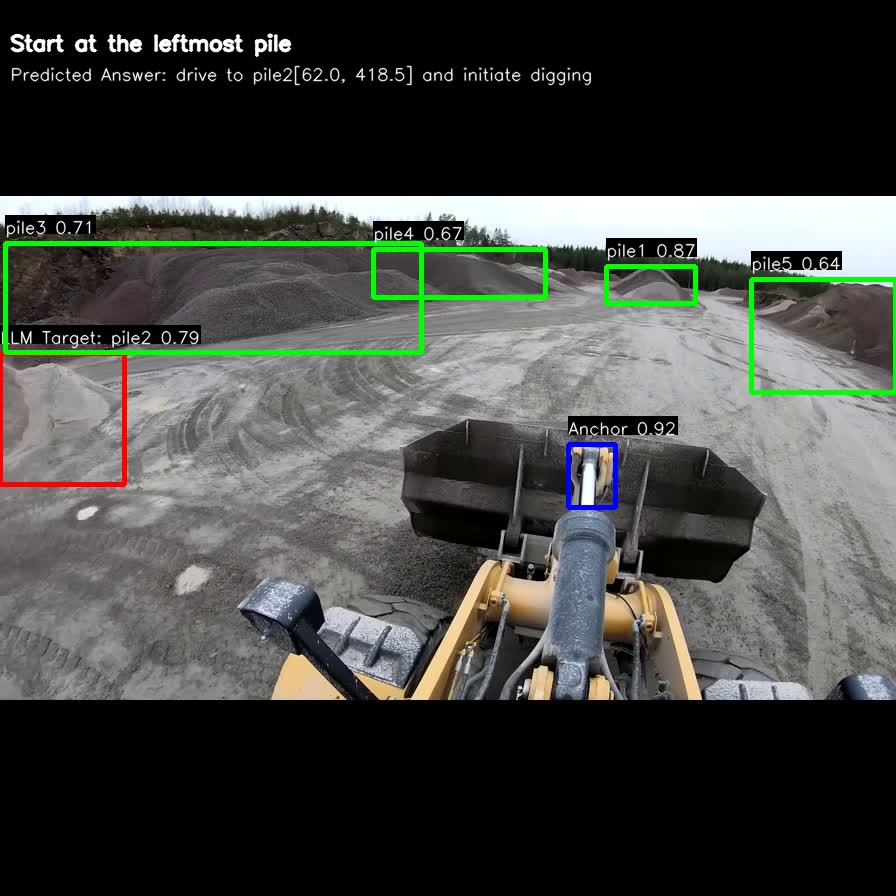 Start at the leftmost pile
Predicted Answer: drive to pile2[62.0, 418.5] and initiate digging
pile3 0.71
pile4 0.67
pile1 0.87
pile5 0.64
LLM Target: pile2 0.79
Anchor 0.92